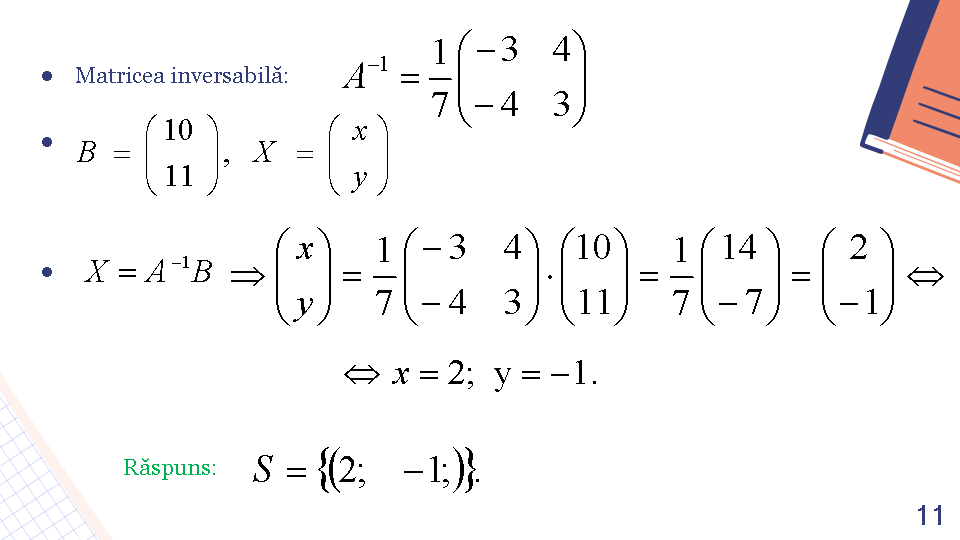 • Matricea inversabilă: A⁻¹ = 1/7 (−3 4; −4 3)
• B = (10; 11), X = (x; y)
• X = A⁻¹B ⇒ (x; y) = 1/7 (−3 4; −4 3) · (10; 11) = 1/7 (14; −7) = (2; −1) ⇔
⇔ x = 2; y = −1.
Răspuns: S = {(2; −1;)}.
11